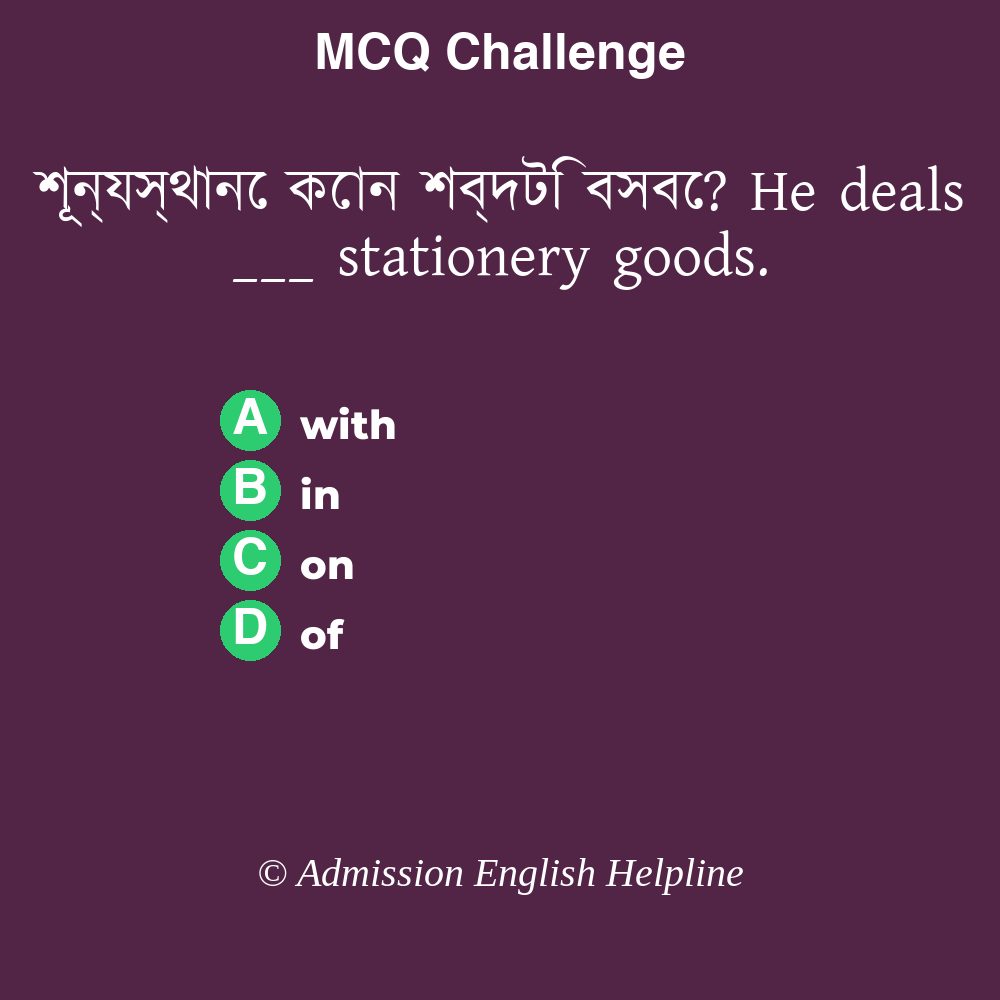 MCQ Challenge
শূন্যস্থানে কোন শব্দটি বসবে? He deals
___ stationery goods.
A with
B in
C on
D of
© Admission English Helpline